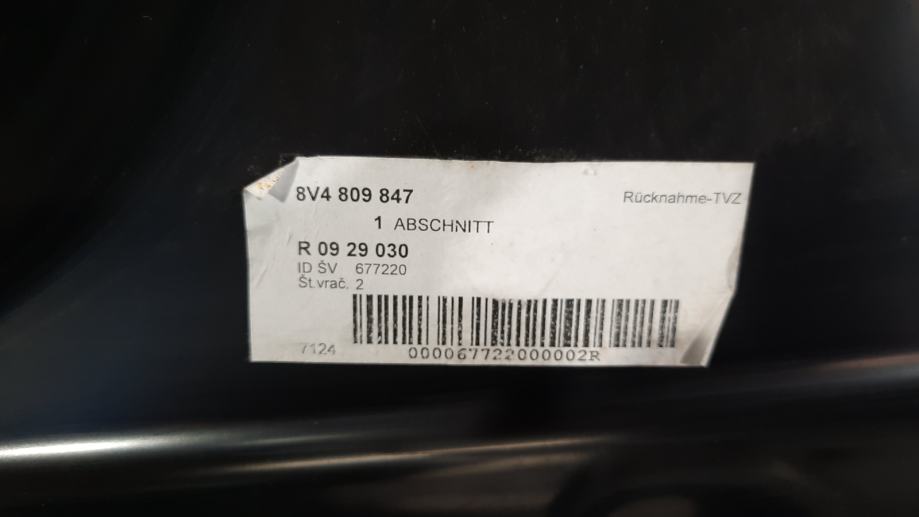 8V4 809 847 Rücknahme-TVZ
1 ABSCHNITT
R 09 29 030
ID ŠV 677220
Št.vrač. 2
7124 000067722000002R